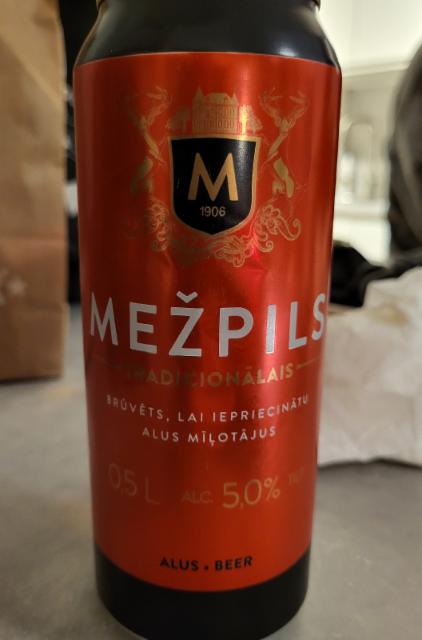 M
1906
MEŽPILS
TRADICIONĀLAIS
BRŪVĒTS, LAI IEPRIECINĀTU
ALUS MĪĻOTĀJUS
0,5 L ALC. 5,0%
ALUS • BEER